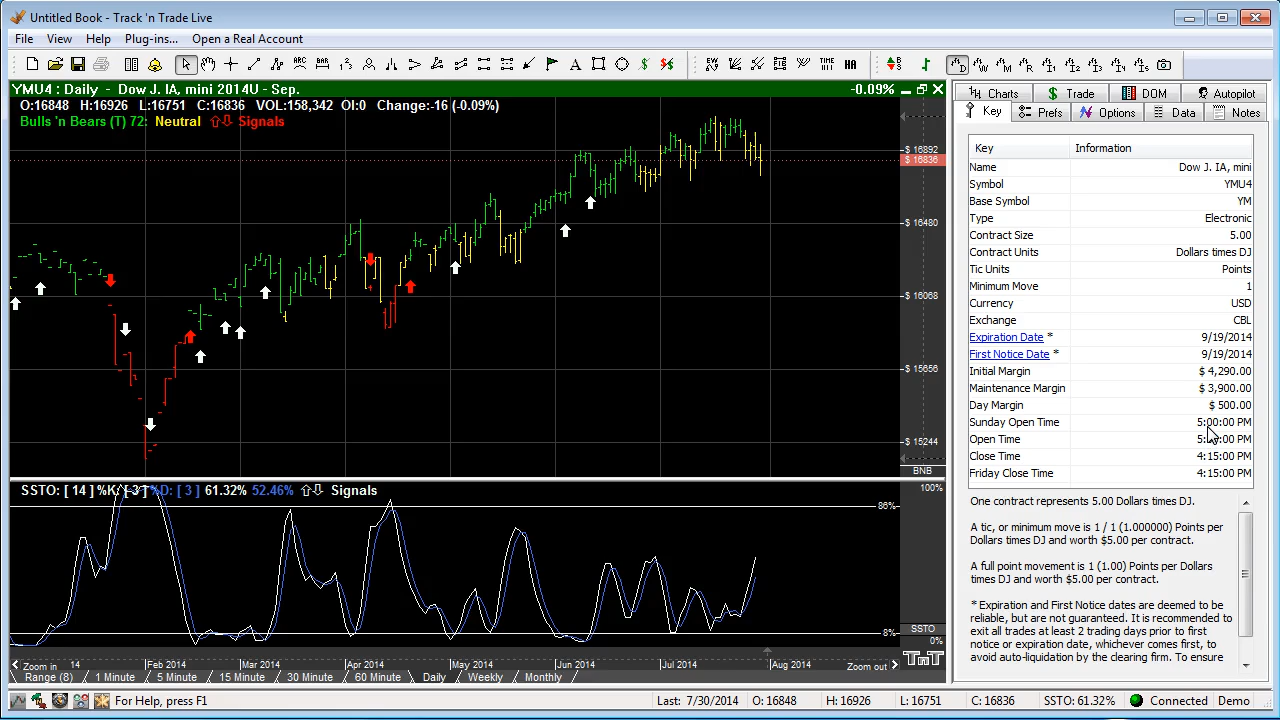 Untitled Book - Track 'n Trade Live
File View Help Plug-ins... Open a Real Account
YMU4 : Daily - Dow J. IA, mini 2014U - Sep. -0.09%
O:16848 H:16926 L:16751 C:16836 VOL:158,342 OI:0 Change:-16 (-0.09%)
Bulls 'n Bears (T) 72: Neutral Signals
$ 16892
$ 16836
$ 16480
$ 16068
$ 15656
$ 15244
BNB
SSTO: [ 14 ] %K/ [ 3 ] %D: [ 3 ] 61.32% 52.46% Signals
100%
86%
SSTO
8%
0%
Zoom in 14 Feb 2014 Mar 2014 Apr 2014 May 2014 Jun 2014 Jul 2014 Aug 2014 Zoom out
TnT
Range (8) 1 Minute 5 Minute 15 Minute 30 Minute 60 Minute Daily Weekly Monthly
Charts Trade DOM Autopilot
Key Prefs Options Data Notes
Key Information
Name Dow J. IA, mini
Symbol YMU4
Base Symbol YM
Type Electronic
Contract Size 5.00
Contract Units Dollars times DJ
Tic Units Points
Minimum Move 1
Currency USD
Exchange CBL
Expiration Date * 9/19/2014
First Notice Date * 9/19/2014
Initial Margin $ 4,290.00
Maintenance Margin $ 3,900.00
Day Margin $ 500.00
Sunday Open Time 5:00:00 PM
Open Time 00 PM
Close Time 4:15:00 PM
Friday Close Time 4:15:00 PM
One contract represents 5.00 Dollars times DJ.
A tic, or minimum move is 1 / 1 (1.000000) Points per
Dollars times DJ and worth $5.00 per contract.
A full point movement is 1 (1.00) Points per Dollars
times DJ and worth $5.00 per contract.
* Expiration and First Notice dates are deemed to be
reliable, but are not guaranteed. It is recommended to
exit all trades at least 2 trading days prior to first
notice or expiration date, whichever comes first, to
avoid auto-liquidation by the clearing firm. To ensure
For Help, press F1 Last: 7/30/2014 O: 16848 H: 16926 L: 16751 C: 16836 SSTO: 61.32% Connected Demo